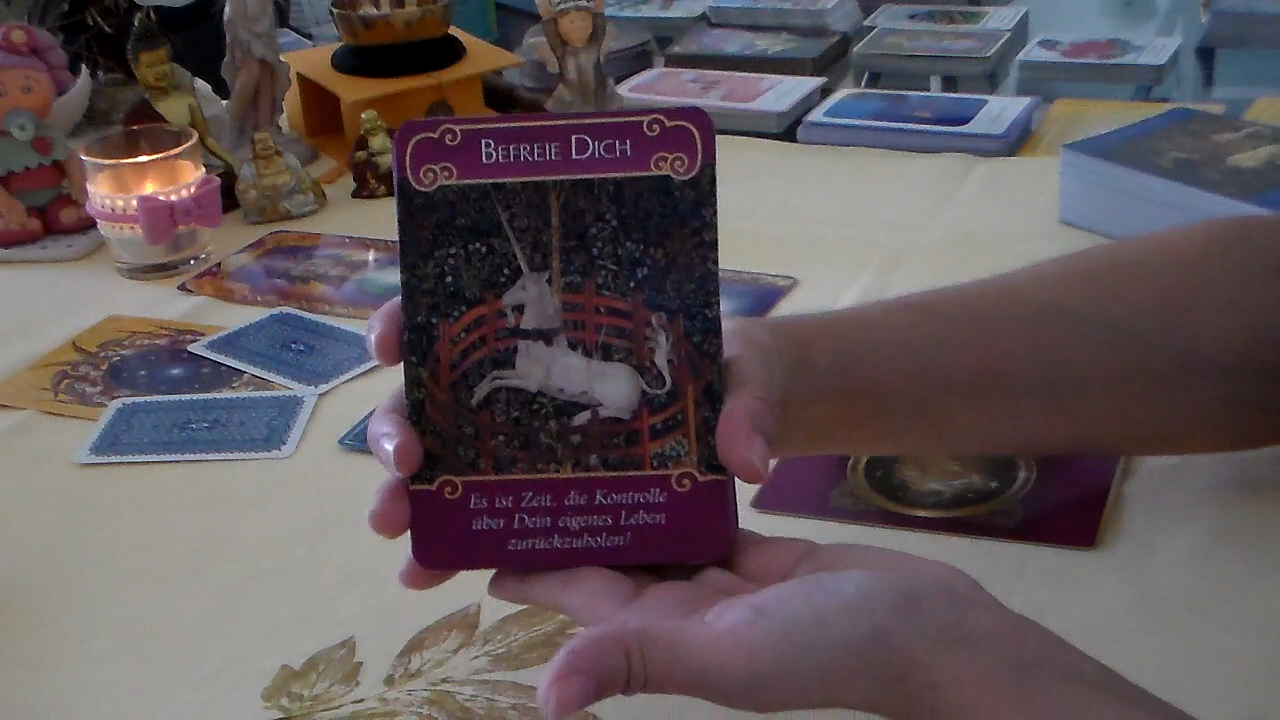 Befreie Dich
Es ist Zeit, die Kontrolle
über Dein eigenes Leben
zurückzuholen!